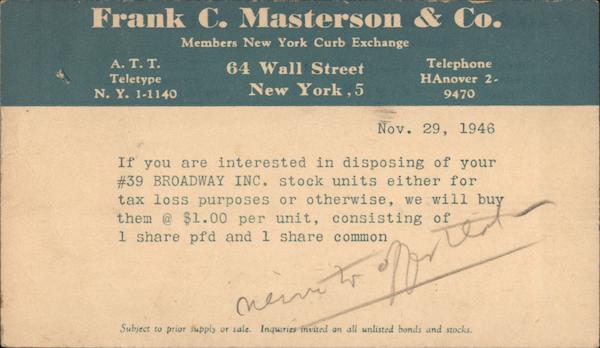 Frank C. Masterson & Co.
Members New York Curb Exchange
A. T. T.
Teletype
N. Y. 1-1140
64 Wall Street
New York, 5
Telephone
HAnover 2-
9470
Nov. 29, 1946
If you are interested in disposing of your
#39 BROADWAY INC. stock units either for
tax loss purposes or otherwise, we will buy
them @ $1.00 per unit, consisting of
1 share pfd and 1 share common
Subject to prior supply or sale. Inquiries invited on all unlisted bonds and stocks.